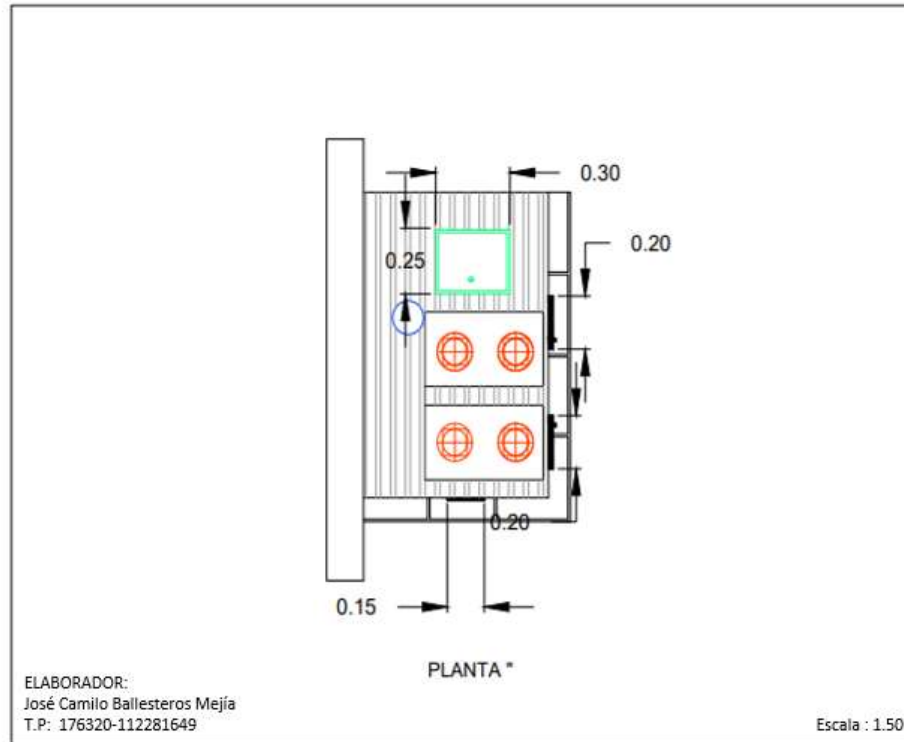 0.30
0.20
0.25
0.20
0.15
PLANTA "
ELABORADOR:
José Camilo Ballesteros Mejía
T.P: 176320-112281649
Escala : 1.50